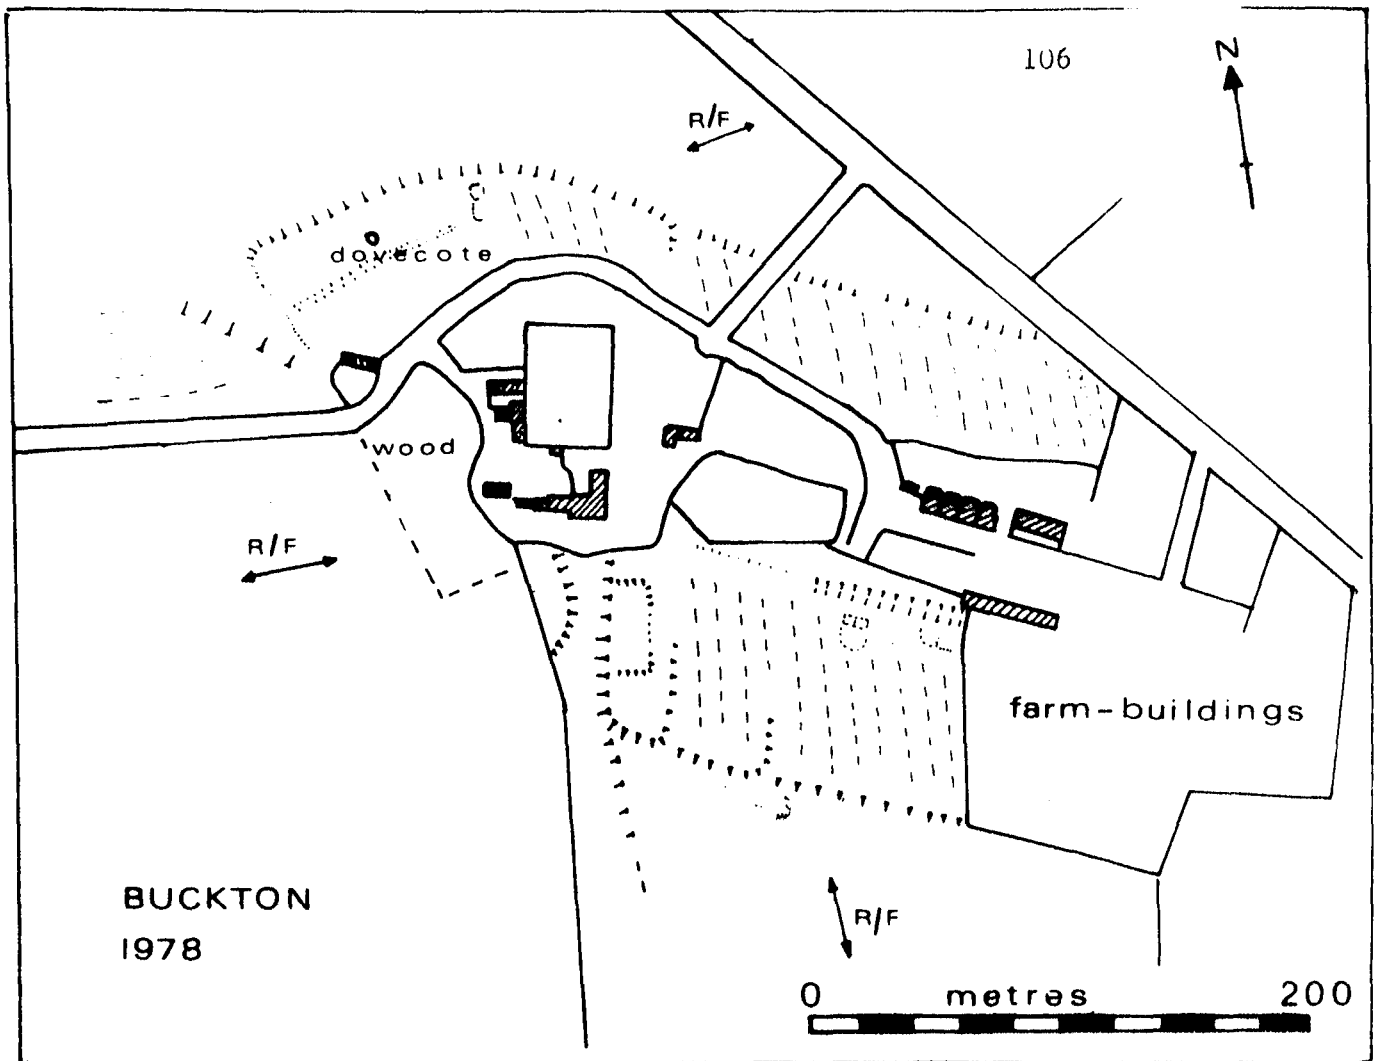 106
N
R/F
dovecote
wood
R/F
farm-buildings
BUCKTON
1978
R/F
0 metres 200